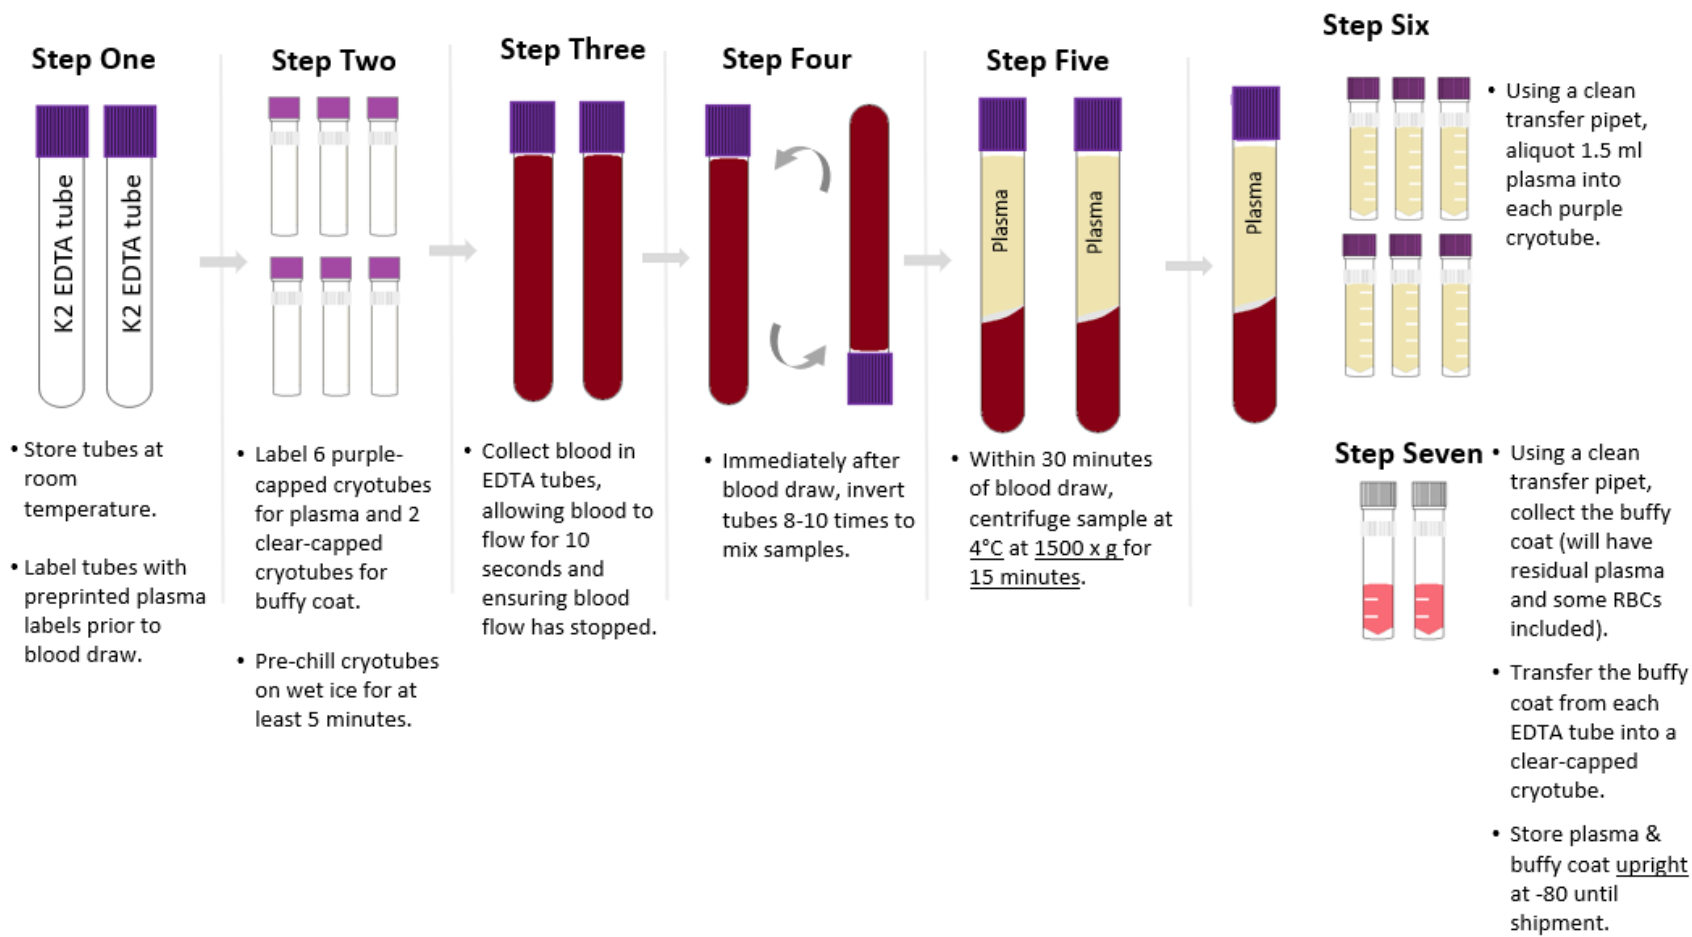 Step One
K2 EDTA tube
K2 EDTA tube
• Store tubes at
room
temperature.
• Label tubes with
preprinted plasma
labels prior to
blood draw.
Step Two
• Label 6 purple-
capped cryotubes
for plasma and 2
clear-capped
cryotubes for
buffy coat.
• Pre-chill cryotubes
on wet ice for at
least 5 minutes.
Step Three
• Collect blood in
EDTA tubes,
allowing blood to
flow for 10
seconds and
ensuring blood
flow has stopped.
Step Four
• Immediately after
blood draw, invert
tubes 8-10 times to
mix samples.
Step Five
Plasma
Plasma
• Within 30 minutes
of blood draw,
centrifuge sample at
4°C at 1500 x g for
15 minutes.
Plasma
Step Six
• Using a clean
transfer pipet,
aliquot 1.5 ml
plasma into
each purple
cryotube.
Step Seven
• Using a clean
transfer pipet,
collect the buffy
coat (will have
residual plasma
and some RBCs
included).
• Transfer the buffy
coat from each
EDTA tube into a
clear-capped
cryotube.
• Store plasma &
buffy coat upright
at -80 until
shipment.